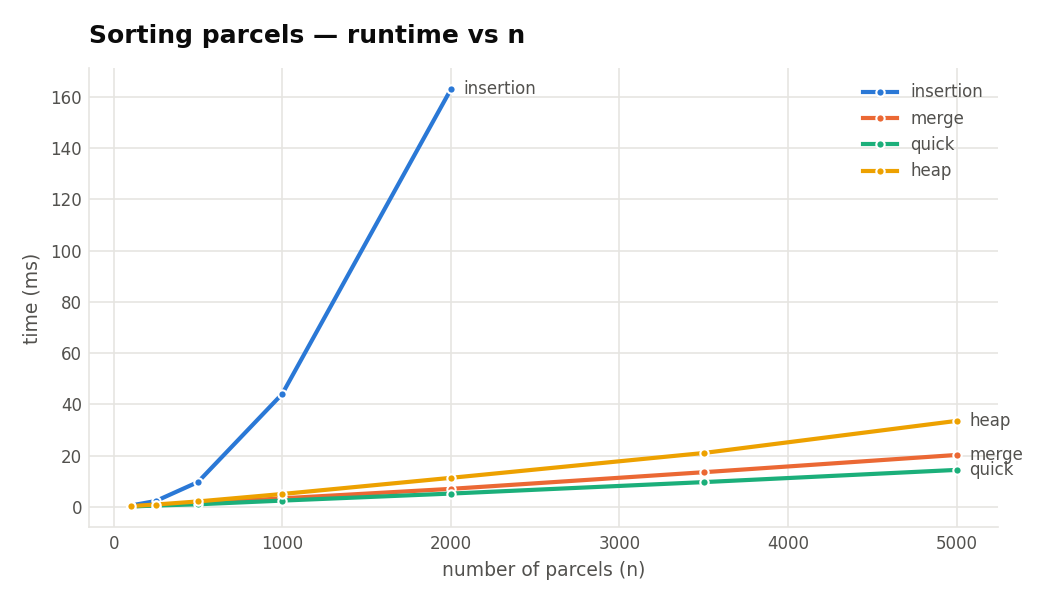 Sorting parcels — runtime vs n
insertion
insertion
merge
quick
heap
160
140
120
100
80
60
40
20
0
time (ms)
heap
merge
quick
0 1000 2000 3000 4000 5000
number of parcels (n)